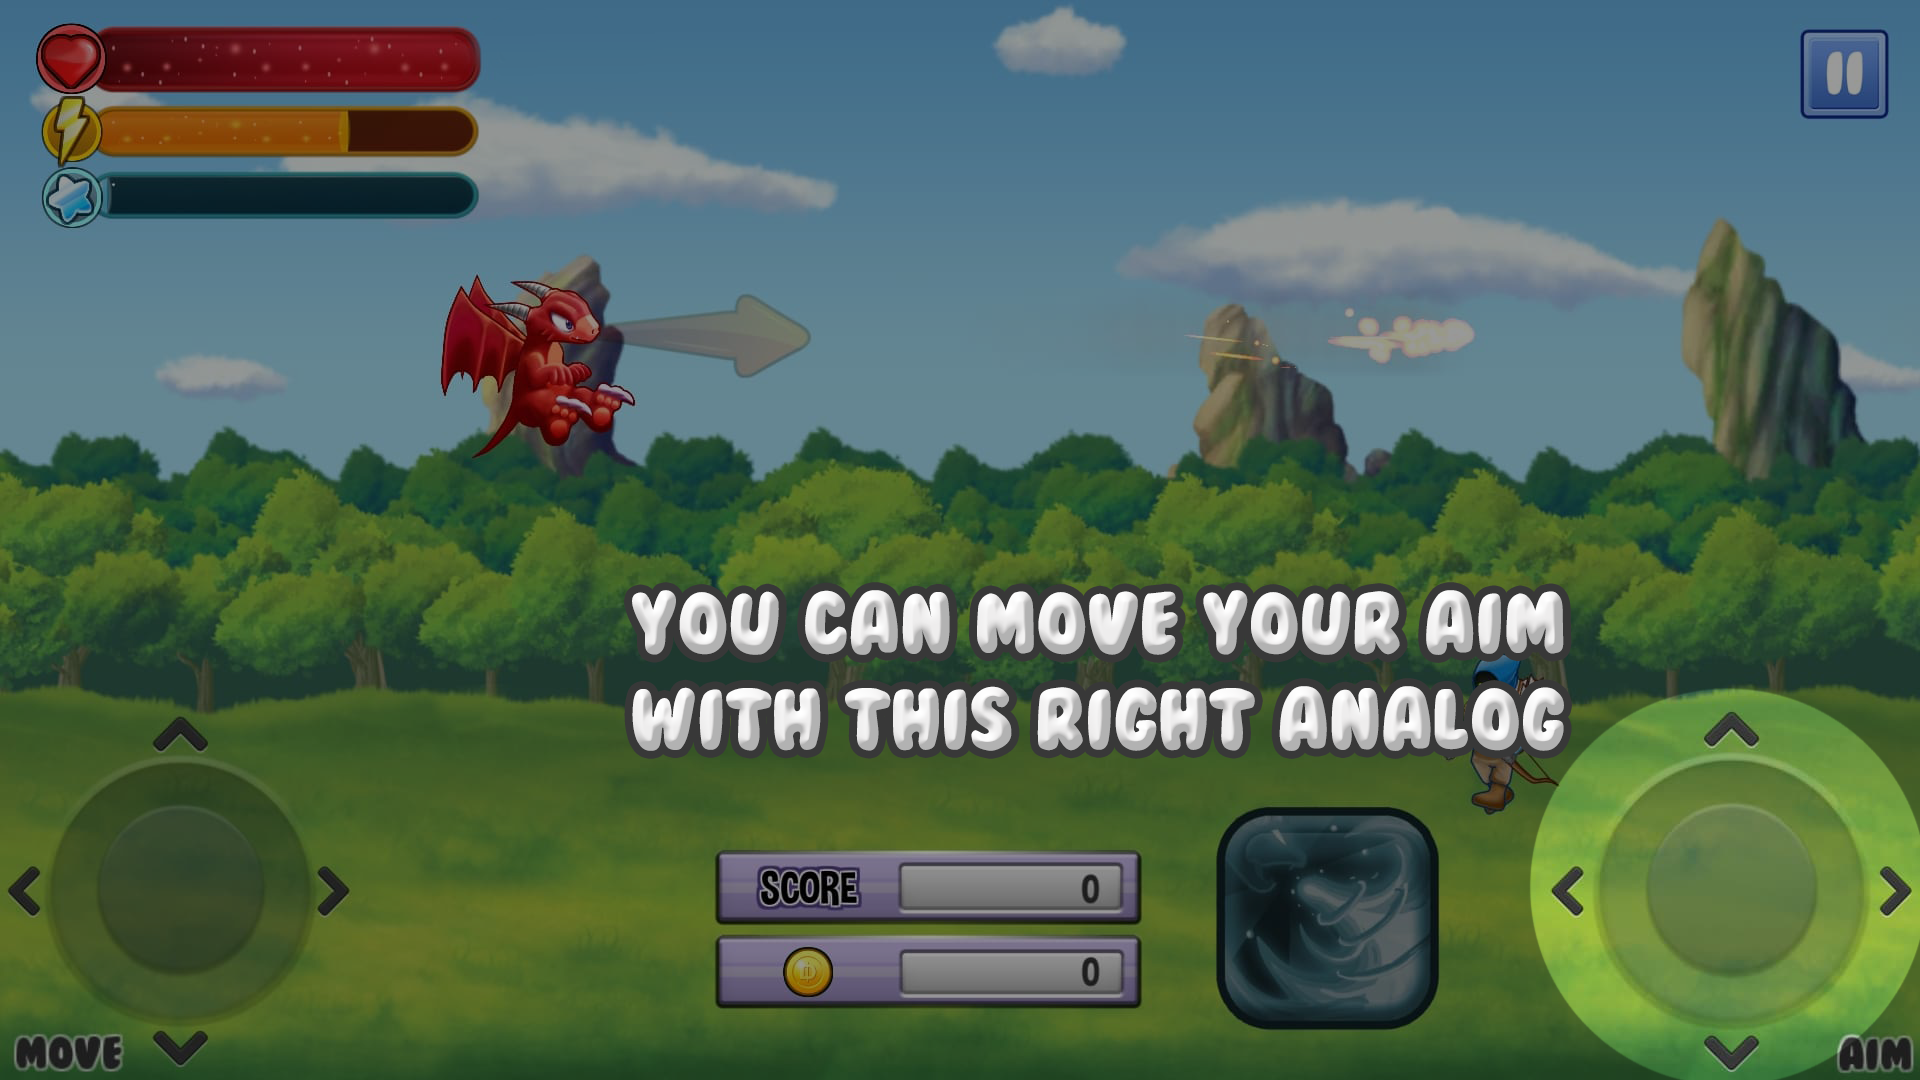 YOU CAN MOVE YOUR AIM
WITH THIS RIGHT ANALOG
SCORE 0
0
MOVE
AIM